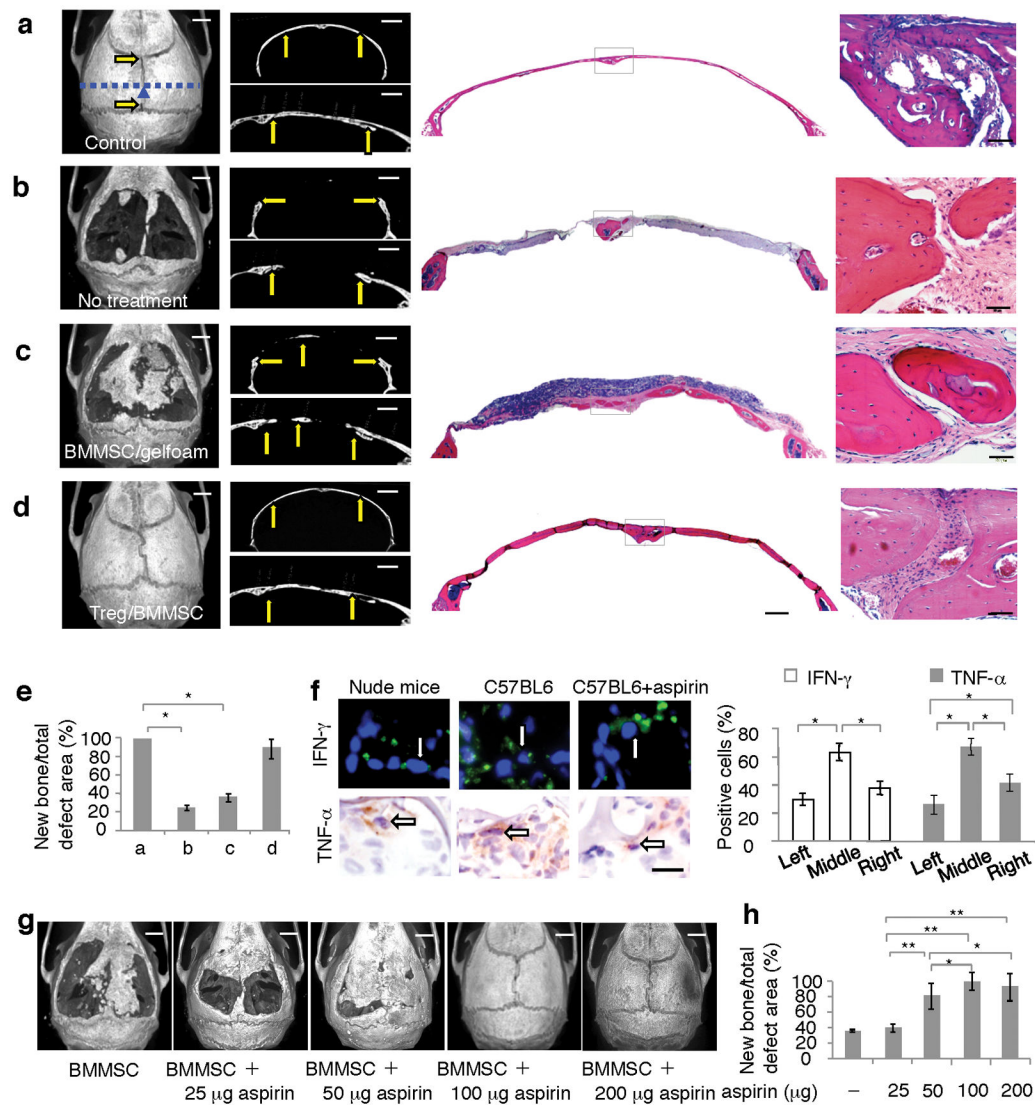 a
Control
b
No treatment
c
BMMSC/gelfoam
d
Treg/BMMSC
e
New bone/total
defect area (%)
100
80
60
40
20
0
a b c d
*
*
f
Nude mice C57BL6 C57BL6+aspirin
IFN-γ
TNF-α
IFN-γ TNF-α
Positive cells (%)
80
60
40
20
0
* * * * *
Left Middle Right Left Middle Right
g
BMMSC
BMMSC +
25 μg aspirin
BMMSC +
50 μg aspirin
BMMSC +
100 μg aspirin
BMMSC +
200 μg aspirin
h
New bone/total
defect area (%)
100
80
60
40
20
0
**
**
** *
*
aspirin (μg) – 25 50 100 200